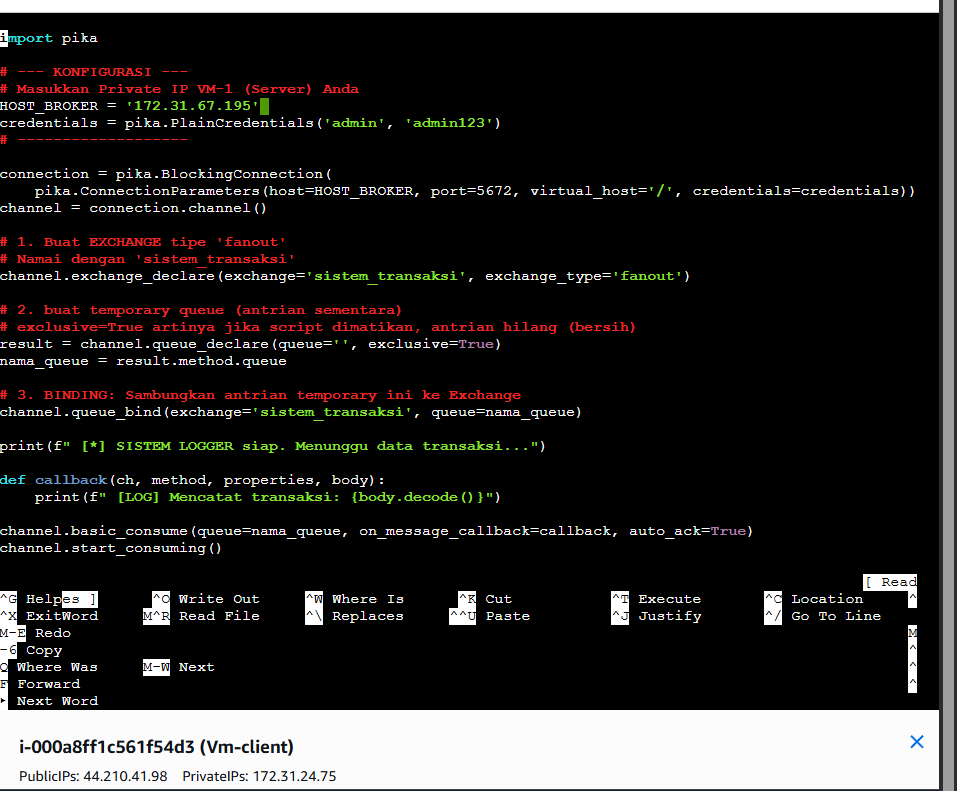 import pika
# --- KONFIGURASI ---
# Masukkan Private IP VM-1 (Server) Anda
HOST_BROKER = '172.31.67.195'
credentials = pika.PlainCredentials('admin', 'admin123')
# -------------------
connection = pika.BlockingConnection(
    pika.ConnectionParameters(host=HOST_BROKER, port=5672, virtual_host='/', credentials=credentials))
channel = connection.channel()
# 1. Buat EXCHANGE tipe 'fanout'
# Namai dengan 'sistem_transaksi'
channel.exchange_declare(exchange='sistem_transaksi', exchange_type='fanout')
# 2. buat temporary queue (antrian sementara)
# exclusive=True artinya jika script dimatikan, antrian hilang (bersih)
result = channel.queue_declare(queue='', exclusive=True)
nama_queue = result.method.queue
# 3. BINDING: Sambungkan antrian temporary ini ke Exchange
channel.queue_bind(exchange='sistem_transaksi', queue=nama_queue)
print(f" [*] SISTEM LOGGER siap. Menunggu data transaksi...")
def callback(ch, method, properties, body):
    print(f" [LOG] Mencatat transaksi: {body.decode()}")
channel.basic_consume(queue=nama_queue, on_message_callback=callback, auto_ack=True)
channel.start_consuming()
[ Read
^G Helpes ] ^O Write Out ^W Where Is ^K Cut ^T Execute ^C Location ^
^X ExitWord M^R Read File ^\ Replaces ^^U Paste ^J Justify ^/ Go To Line
M-E Redo M
-6 Copy ^
Q Where Was M-W Next ^
F Forward ^
▸ Next Word
i-000a8ff1c561f54d3 (Vm-client)
PublicIPs: 44.210.41.98 PrivateIPs: 172.31.24.75